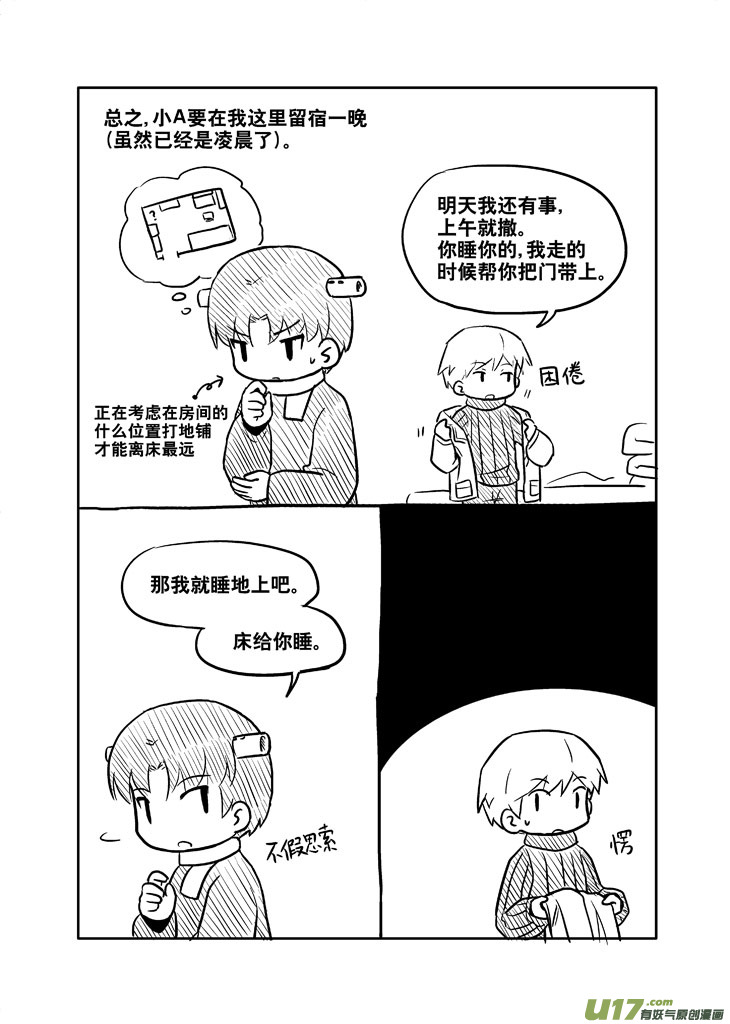 总之,小A要在我这里留宿一晚
(虽然已经是凌晨了)。
?
明天我还有事,
上午就撤。
你睡你的,我走的
时候帮你把门带上。
困倦
正在考虑在房间的
什么位置打地铺
才能离床最远
那我就睡地上吧。
床给你睡。
不假思索
愣
U17.com
有妖气原创漫画